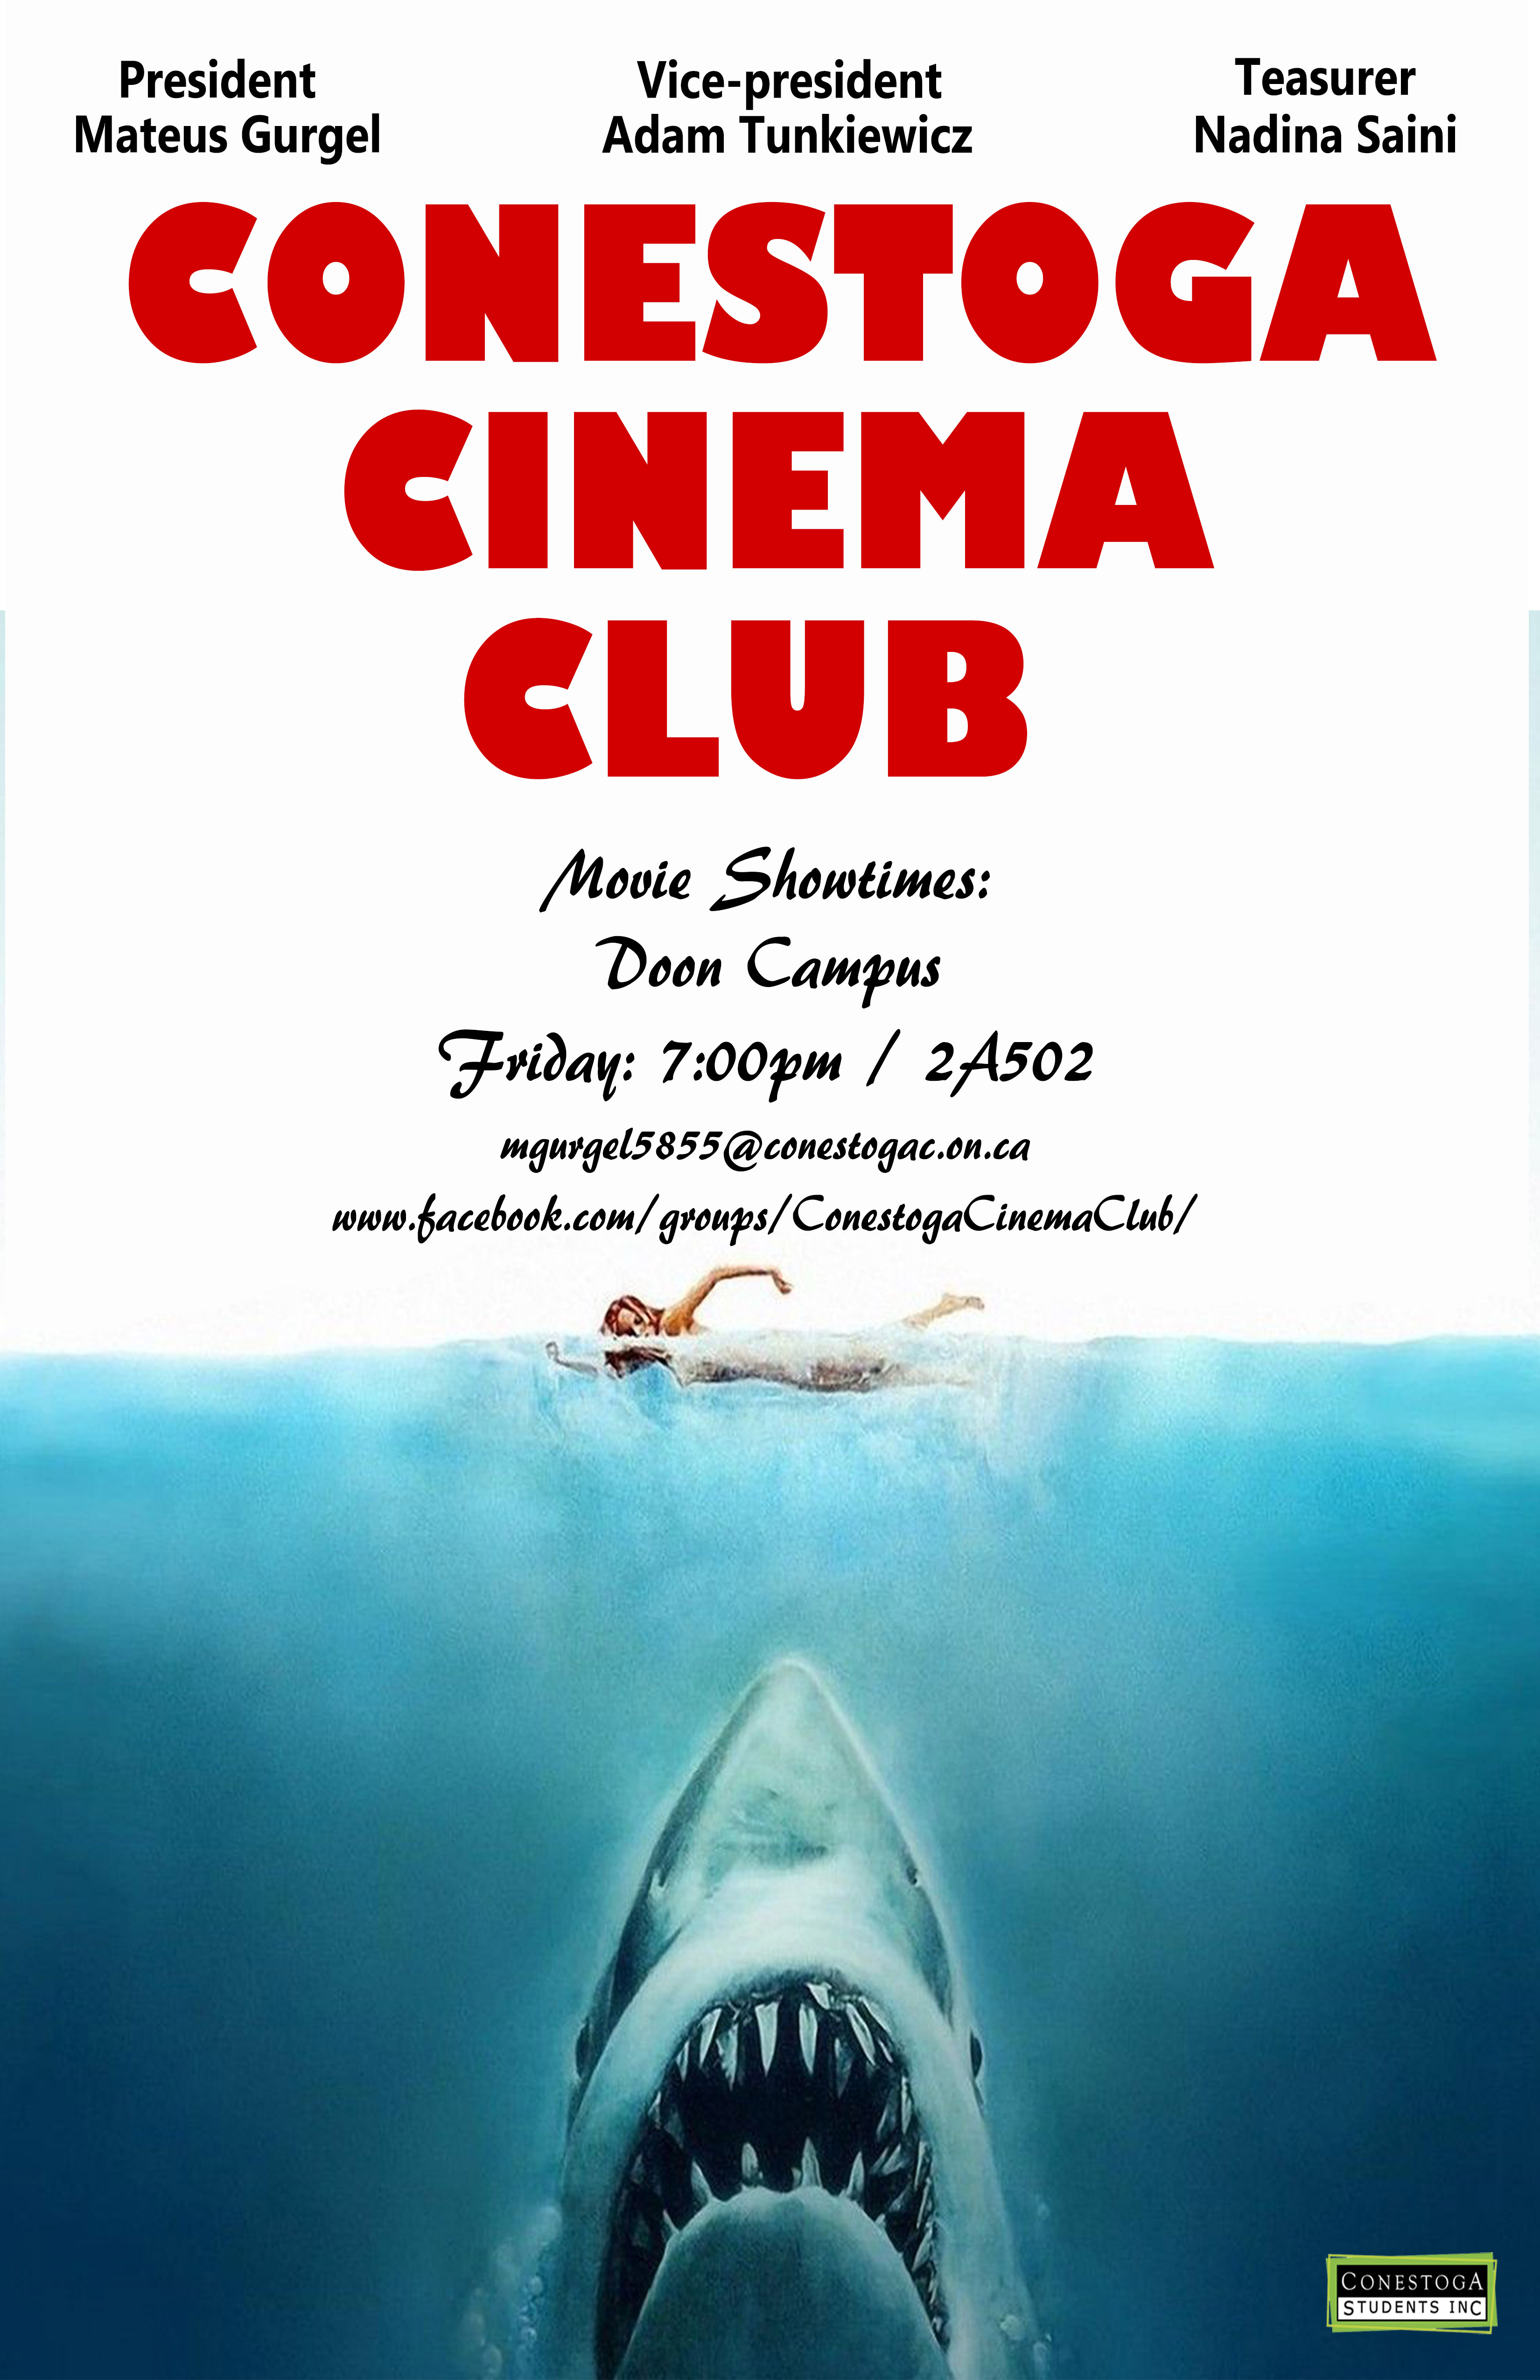 President
Mateus Gurgel
Vice-president
Adam Tunkiewicz
Teasurer
Nadina Saini
CONESTOGA
CINEMA
CLUB
Movie Showtimes:
Doon Campus
Friday: 7:00pm / 2A502
mgurgel5855@conestogac.on.ca
www.facebook.com/groups/ConestogaCinemaClub/
CONESTOGA
STUDENTS INC